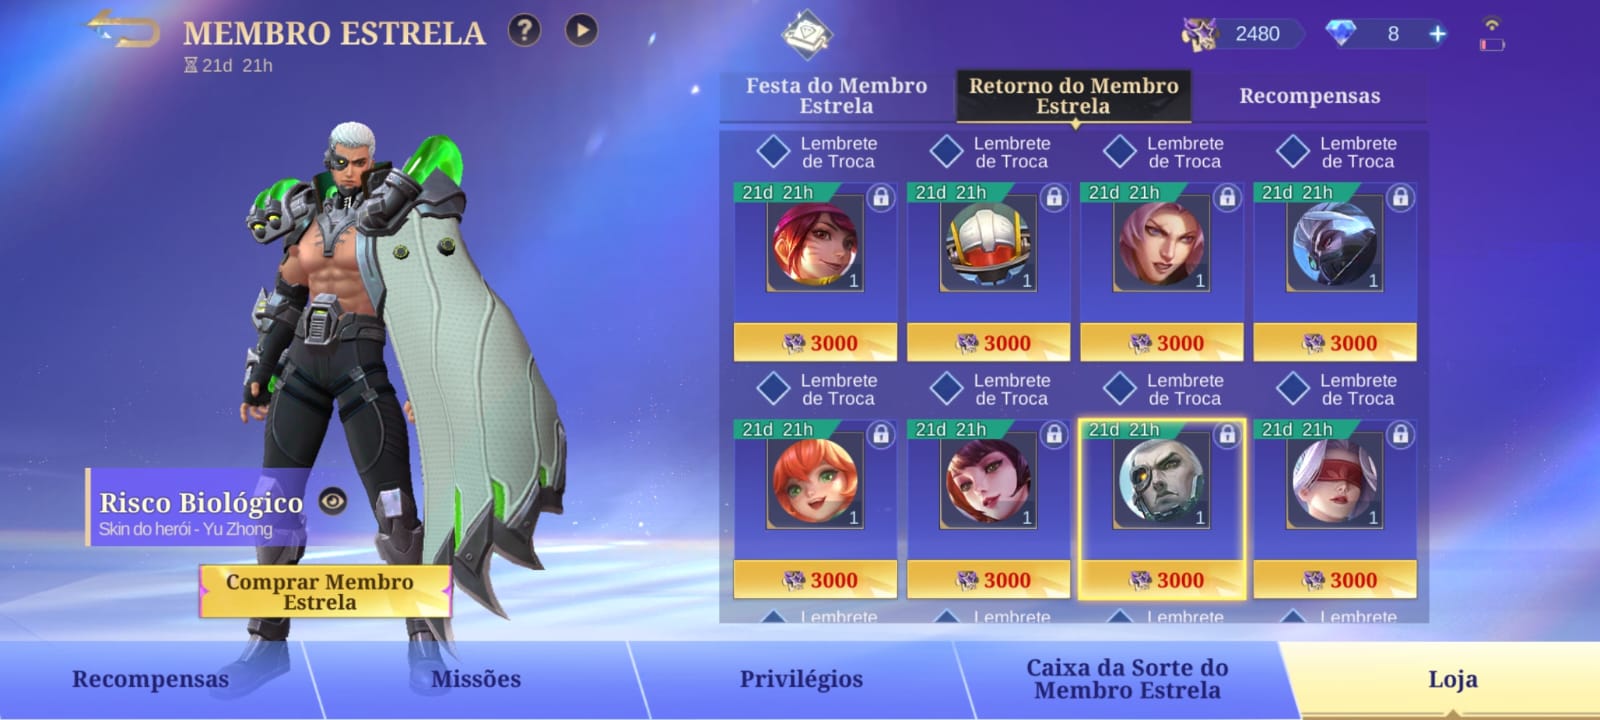 MEMBRO ESTRELA
?
21d 21h
2480
8
+
Festa do Membro
Estrela
Retorno do Membro
Estrela
Recompensas
Lembrete
de Troca
Lembrete
de Troca
Lembrete
de Troca
Lembrete
de Troca
21d 21h
21d 21h
21d 21h
21d 21h
1
1
1
1
3000
3000
3000
3000
Lembrete
de Troca
Lembrete
de Troca
Lembrete
de Troca
Lembrete
de Troca
21d 21h
21d 21h
21d 21h
21d 21h
1
1
1
1
3000
3000
3000
3000
Lembrete
Lembrete
Lembrete
Lembrete
Risco Biológico
Skin do herói - Yu Zhong
Comprar Membro
Estrela
Recompensas
Missões
Privilégios
Caixa da Sorte do
Membro Estrela
Loja